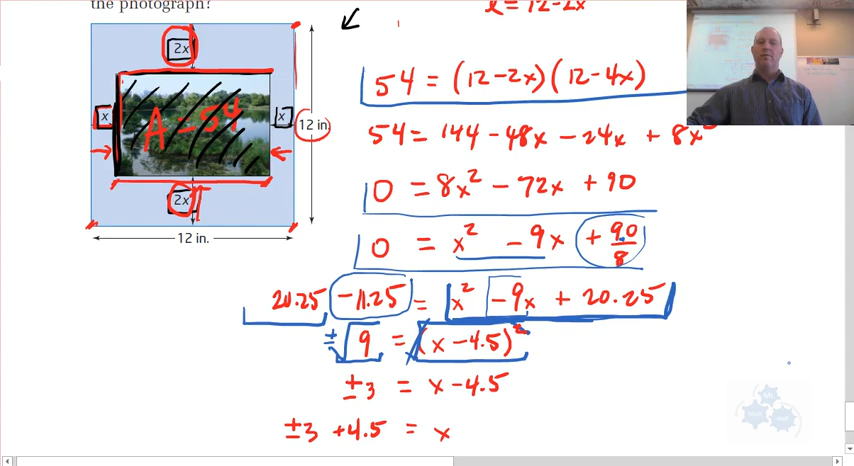 the photograph?
l = 12-2x
2x
x
A = 54
x
12 in.
2x
12 in.
54 = (12-2x)(12-4x)
54 = 144 - 48x - 24x + 8x²
0 = 8x² - 72x + 90
0 = x² - 9x + 90/8
20.25 - 11.25 = x² - 9x + 20.25
±√9 = √(x - 4.5)²
±3 = x - 4.5
±3 + 4.5 = x